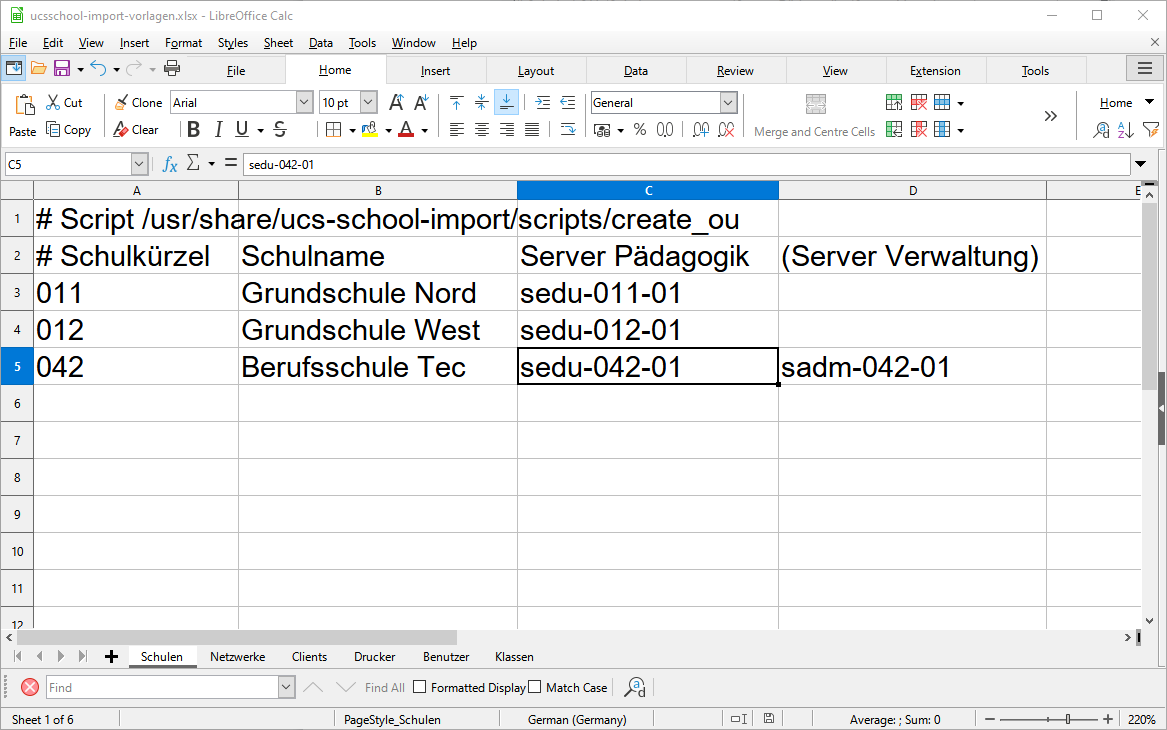 ucsschool-import-vorlagen.xlsx - LibreOffice Calc
File Edit View Insert Format Styles Sheet Data Tools Window Help
File Home Insert Layout Data Review View Extension Tools
Cut Clone Arial 10 pt General Home
Paste Copy Clear B I U S % 0,0 Merge and Centre Cells
C5 fx Σ = sedu-042-01
A B C D E
1 # Script /usr/share/ucs-school-import/scripts/create_ou
2 # Schulkürzel Schulname Server Pädagogik (Server Verwaltung)
3 011 Grundschule Nord sedu-011-01
4 012 Grundschule West sedu-012-01
5 042 Berufsschule Tec sedu-042-01 sadm-042-01
6
7
8
9
10
11
12
Schulen Netzwerke Clients Drucker Benutzer Klassen
Find Find All Formatted Display Match Case
Sheet 1 of 6 PageStyle_Schulen German (Germany) Average: ; Sum: 0 220%